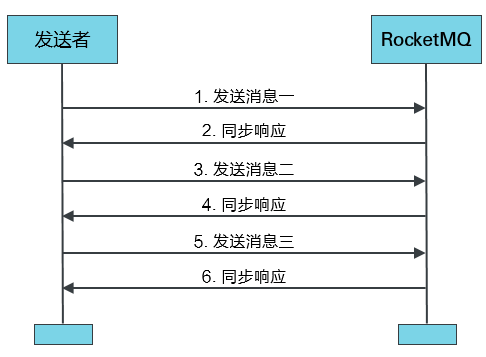 发送者
RocketMQ
1. 发送消息一
2. 同步响应
3. 发送消息二
4. 同步响应
5. 发送消息三
6. 同步响应